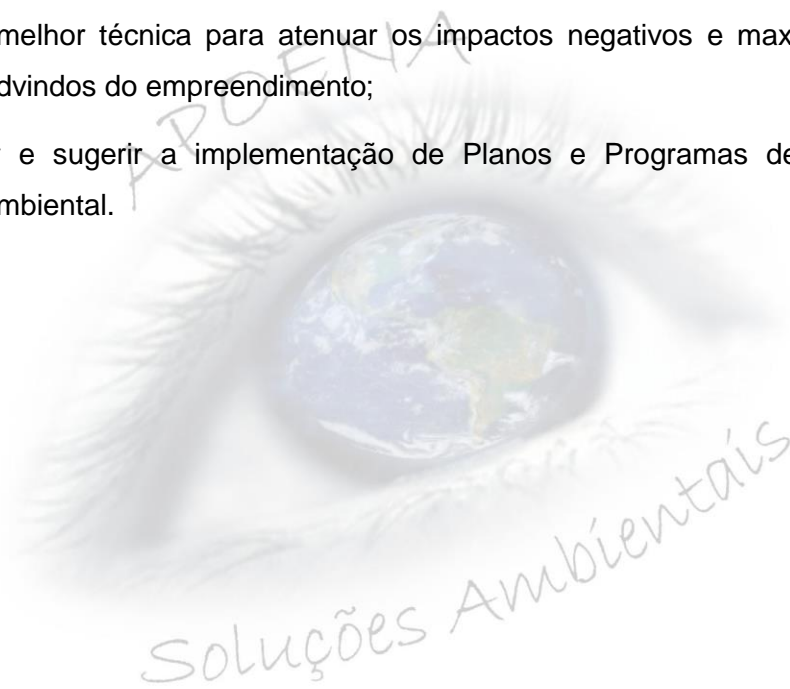 melhor técnica para atenuar os impactos negativos e max
dvindos do empreendimento;
e sugerir a implementação de Planos e Programas de
mbiental.
APOENA
Soluções Ambientais